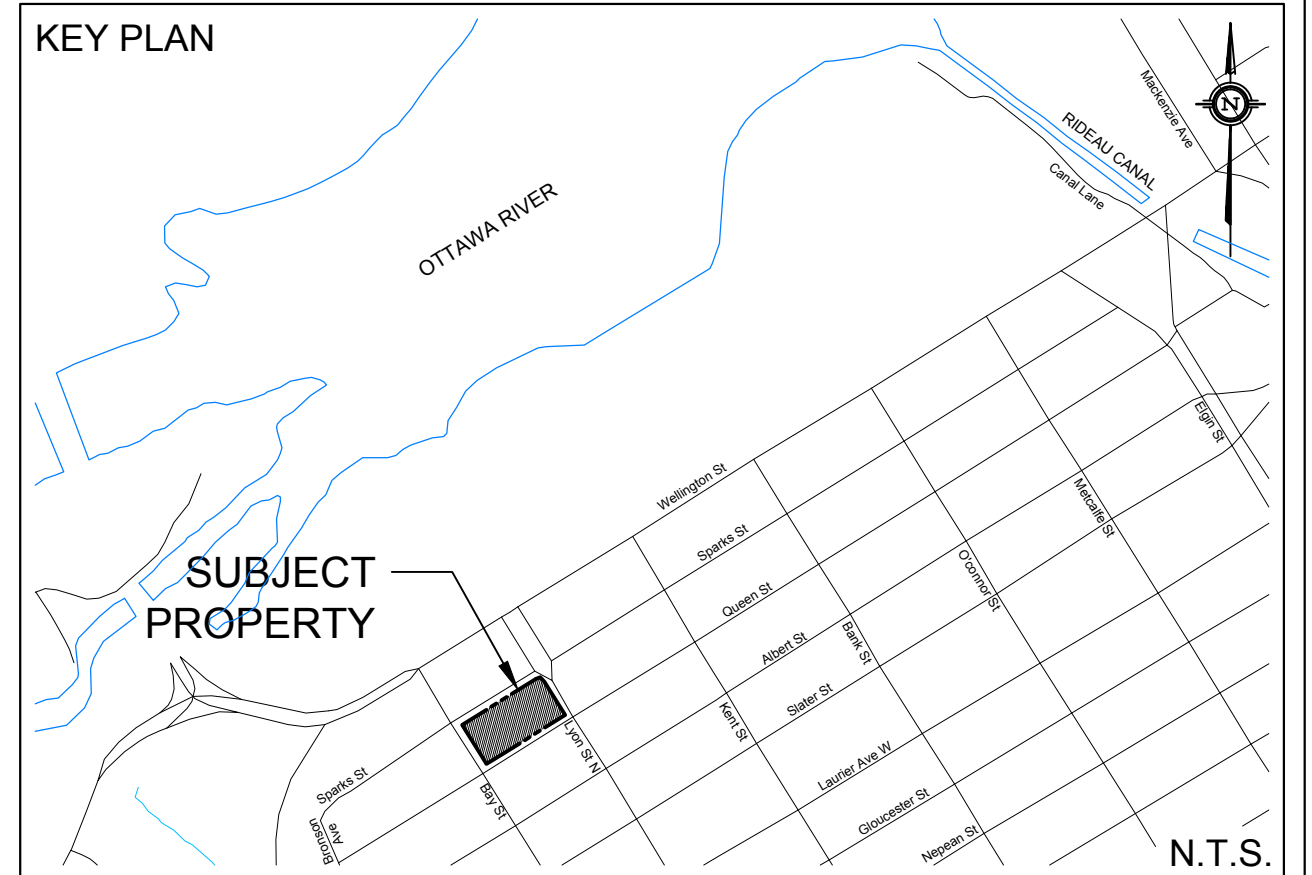 KEY PLAN
N
Mackenzie Ave
RIDEAU CANAL
Canal Lane
OTTAWA RIVER
Elgin St
Wellington St
Metcalfe St
Sparks St
O'connor St
SUBJECT
PROPERTY
Queen St
Bank St
Albert St
Slater St
Kent St
Lyon St N
Laurier Ave W
Sparks St
Bay St
Gloucester St
Bronson
Ave
Nepean St
N.T.S.